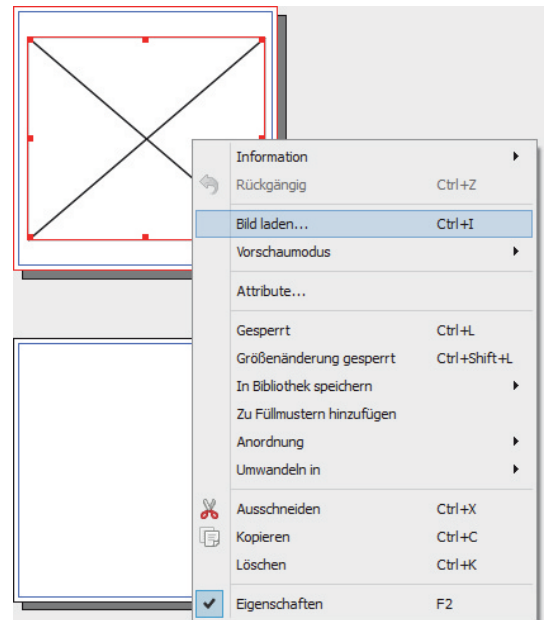 Information
Rückgängig Ctrl+Z
Bild laden... Ctrl+I
Vorschaumodus
Attribute...
Gesperrt Ctrl+L
Größenänderung gesperrt Ctrl+Shift+L
In Bibliothek speichern
Zu Füllmustern hinzufügen
Anordnung
Umwandeln in
Ausschneiden Ctrl+X
Kopieren Ctrl+C
Löschen Ctrl+K
Eigenschaften F2